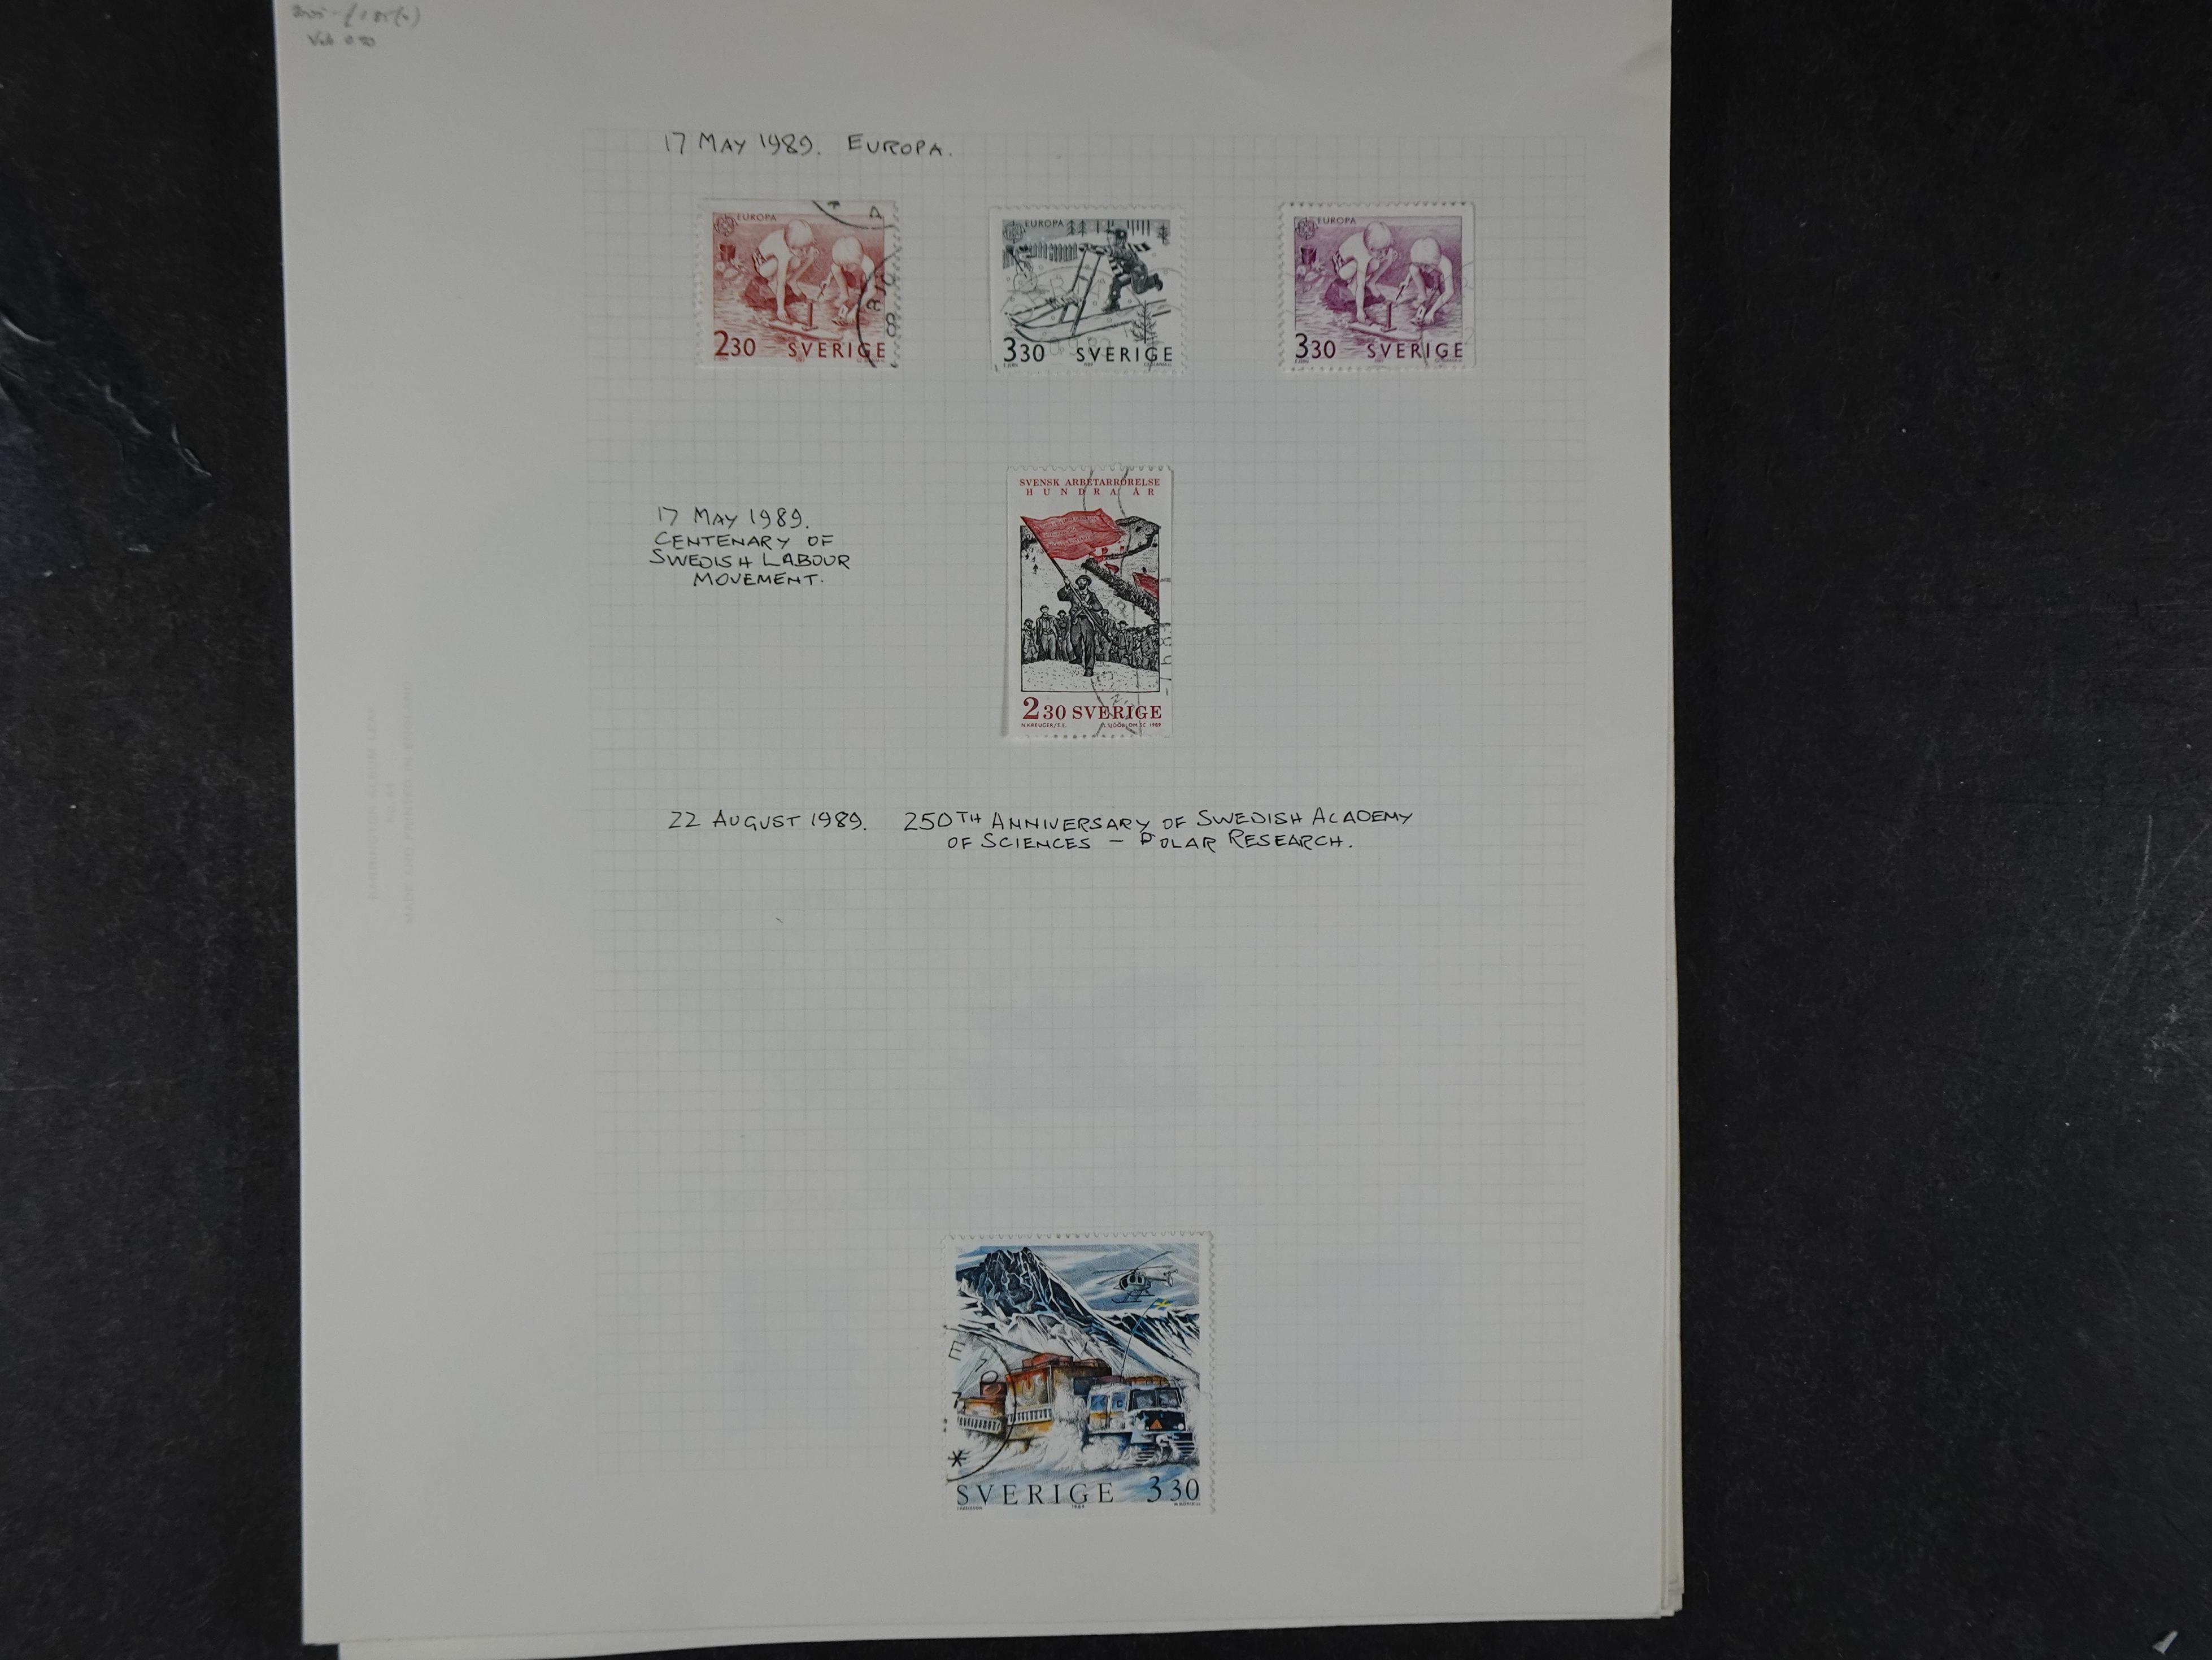 17 MAY 1989. EUROPA.
EUROPA
2 30 SVERIGE
EUROPA
3 30 SVERIGE
EUROPA
3 30 SVERIGE
SVENSK ARBETARRÖRELSE
HUNDRA ÅR
17 MAY 1989.
CENTENARY OF
SWEDISH LABOUR
MOVEMENT.
2 30 SVERIGE
N.KREUGER/S.E. 1989
22 AUGUST 1989. 250TH ANNIVERSARY OF SWEDISH ACADEMY
OF SCIENCES – POLAR RESEARCH.
SVERIGE 3 30
1989